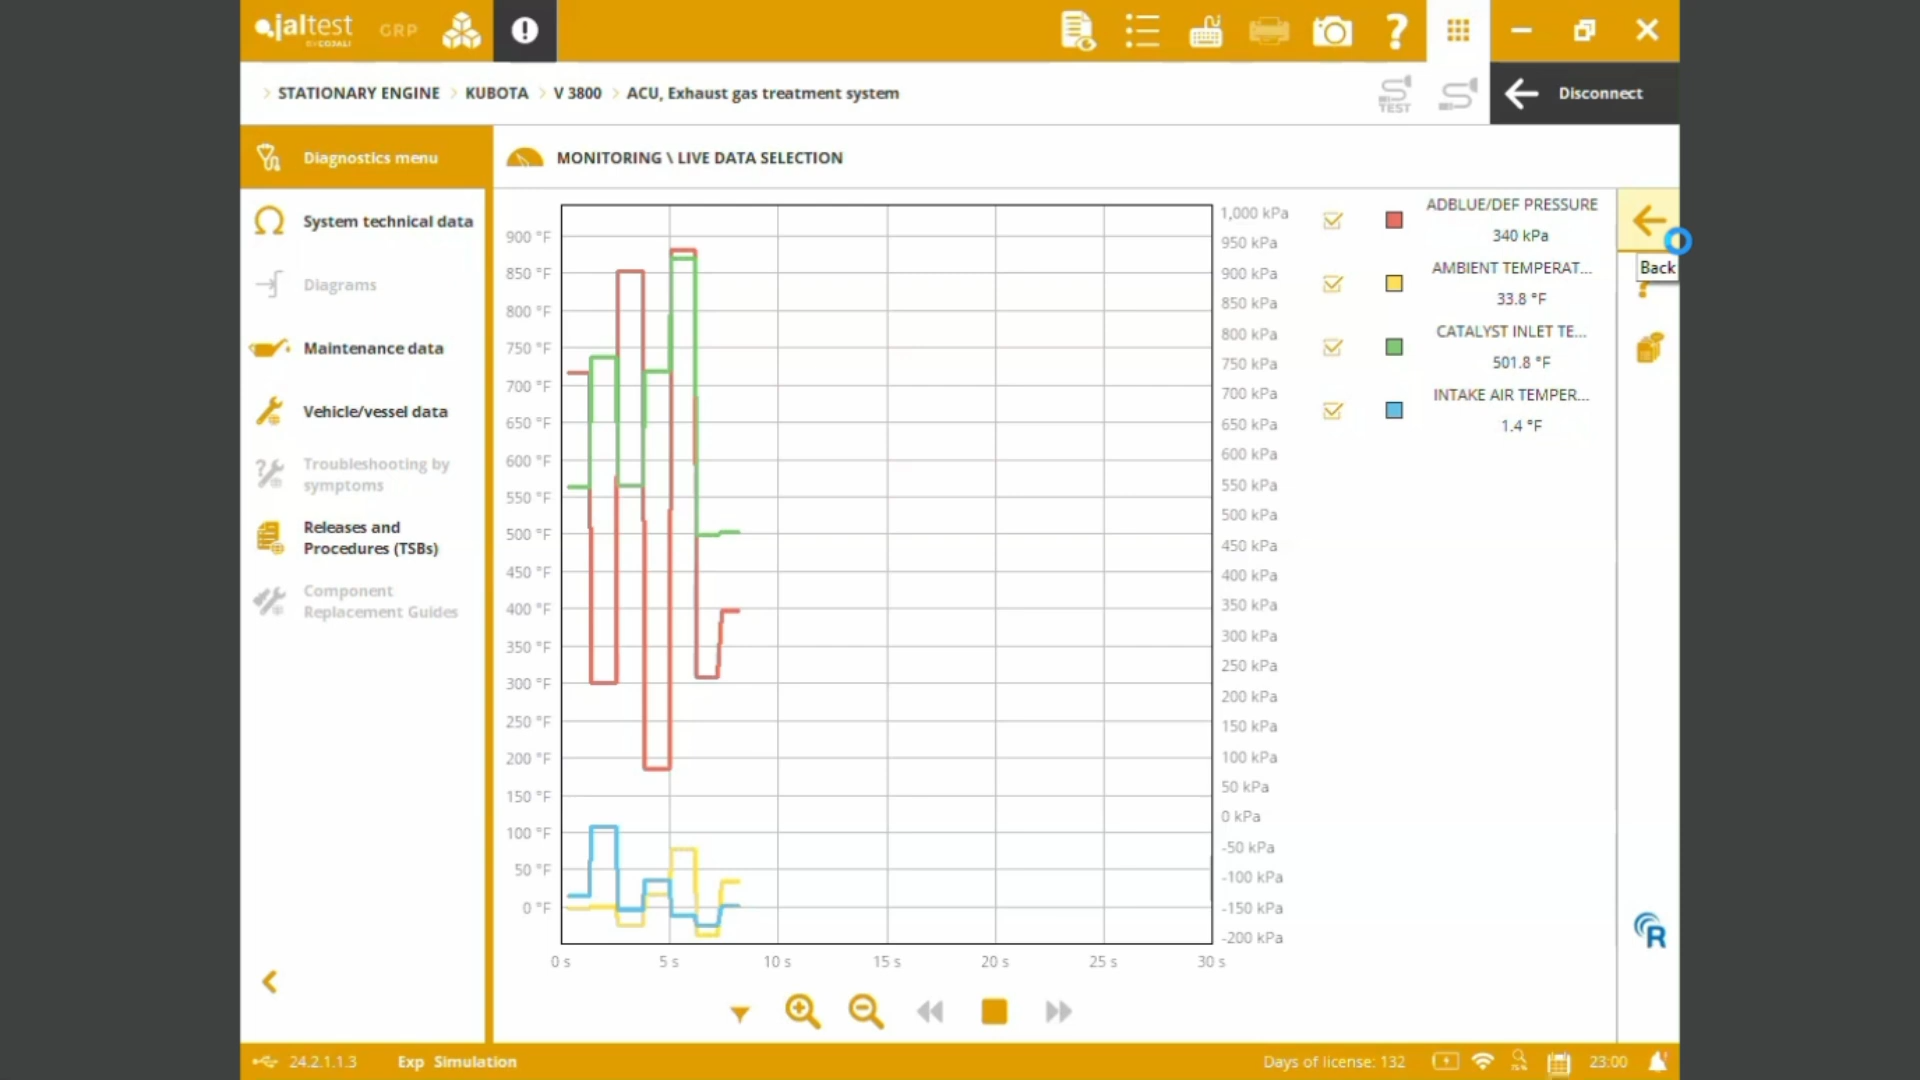 jaltest
BY COJALI
GRP
STATIONARY ENGINE
KUBOTA
V 3800
ACU, Exhaust gas treatment system
TEST
Disconnect
Diagnostics menu
MONITORING \ LIVE DATA SELECTION
System technical data
Diagrams
Maintenance data
Vehicle/vessel data
Troubleshooting by
symptoms
Releases and
Procedures (TSBs)
Component
Replacement Guides
900 °F
850 °F
800 °F
750 °F
700 °F
650 °F
600 °F
550 °F
500 °F
450 °F
400 °F
350 °F
300 °F
250 °F
200 °F
150 °F
100 °F
50 °F
0 °F
1,000 kPa
950 kPa
900 kPa
850 kPa
800 kPa
750 kPa
700 kPa
650 kPa
600 kPa
550 kPa
500 kPa
450 kPa
400 kPa
350 kPa
300 kPa
250 kPa
200 kPa
150 kPa
100 kPa
50 kPa
0 kPa
-50 kPa
-100 kPa
-150 kPa
-200 kPa
0 s
5 s
10 s
15 s
20 s
25 s
30 s
ADBLUE/DEF PRESSURE
340 kPa
AMBIENT TEMPERAT...
33.8 °F
CATALYST INLET TE...
501.8 °F
INTAKE AIR TEMPER...
1.4 °F
Back
R
24.2.1.1.3
Exp Simulation
Days of license: 132
23:00